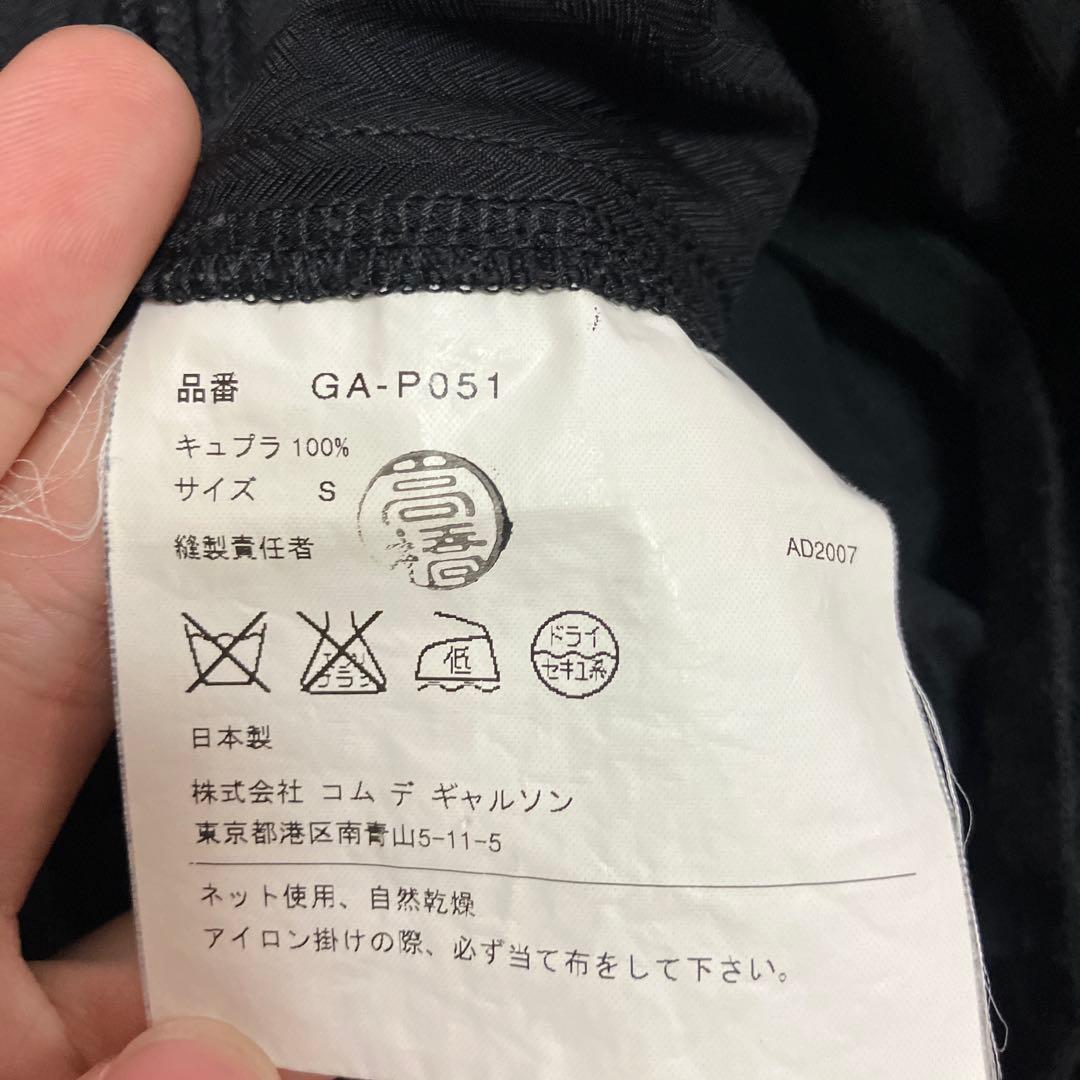 品番 GA-P051
キュプラ 100%
サイズ S
縫製責任者
AD2007
低
ドライ
セキユ系
日本製
株式会社 コム デ ギャルソン
東京都港区南青山5-11-5
ネット使用、自然乾燥
アイロン掛けの際、必ず当て布をして下さい。